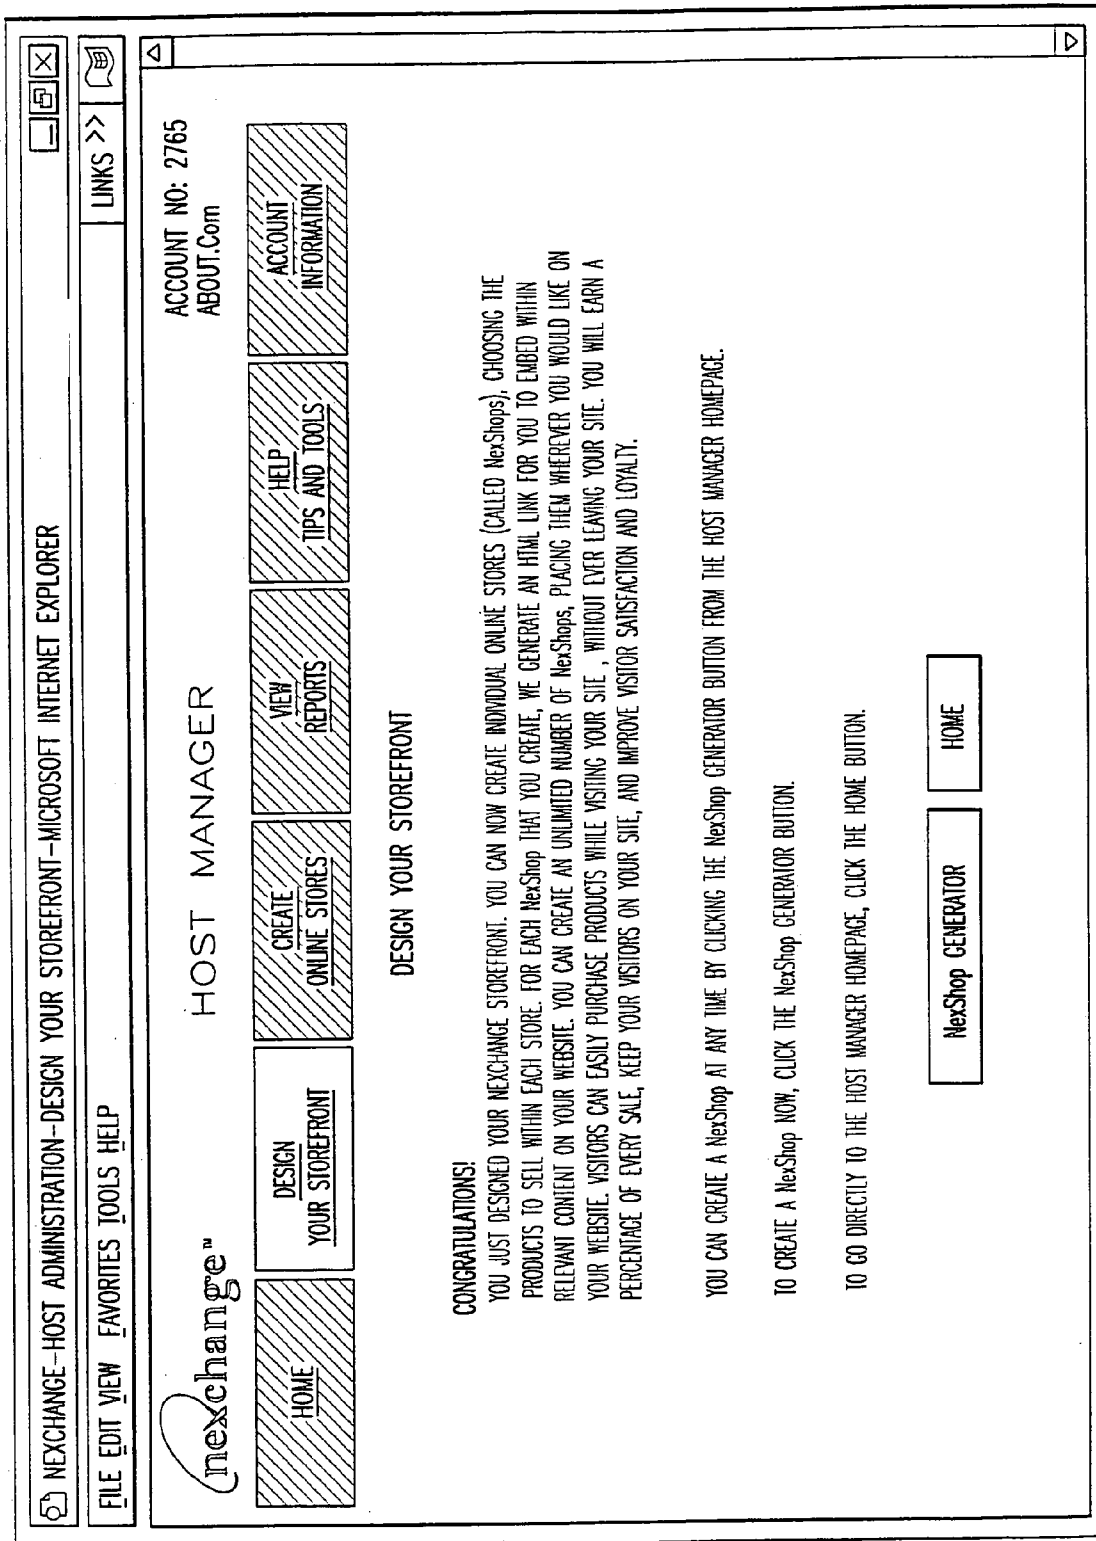 NEXCHANGE-HOST ADMINISTRATION-DESIGN YOUR STOREFRONT-MICROSOFT INTERNET EXPLORER
FILE EDIT VIEW FAVORITES TOOLS HELP
LINKS >>
nexchange™
HOST MANAGER
ACCOUNT NO: 2765
ABOUT.Com
HOME
DESIGN
YOUR STOREFRONT
CREATE
ONLINE STORES
VIEW
REPORTS
HELP
TIPS AND TOOLS
ACCOUNT
INFORMATION
DESIGN YOUR STOREFRONT
CONGRATULATIONS!
YOU JUST DESIGNED YOUR NEXCHANGE STOREFRONT. YOU CAN NOW CREATE INDIVIDUAL ONLINE STORES (CALLED NexShops), CHOOSING THE
PRODUCTS TO SELL WITHIN EACH STORE. FOR EACH NexShop THAT YOU CREATE, WE GENERATE AN HTML LINK FOR YOU TO EMBED WITHIN
RELEVANT CONTENT ON YOUR WEBSITE. YOU CAN CREATE AN UNLIMITED NUMBER OF NexShops, PLACING THEM WHEREVER YOU WOULD LIKE ON
YOUR WEBSITE. VISITORS CAN EASILY PURCHASE PRODUCTS WHILE VISITING YOUR SITE , WITHOUT EVER LEAVING YOUR SITE. YOU WILL EARN A
PERCENTAGE OF EVERY SALE, KEEP YOUR VISITORS ON YOUR SITE, AND IMPROVE VISITOR SATISFACTION AND LOYALTY.
YOU CAN CREATE A NexShop AT ANY TIME BY CLICKING THE NexShop GENERATOR BUTTON FROM THE HOST MANAGER HOMEPAGE.
TO CREATE A NexShop NOW, CLICK THE NexShop GENERATOR BUTTON.
TO GO DIRECTLY TO THE HOST MANAGER HOMEPAGE, CLICK THE HOME BUTTON.
NexShop GENERATOR
HOME